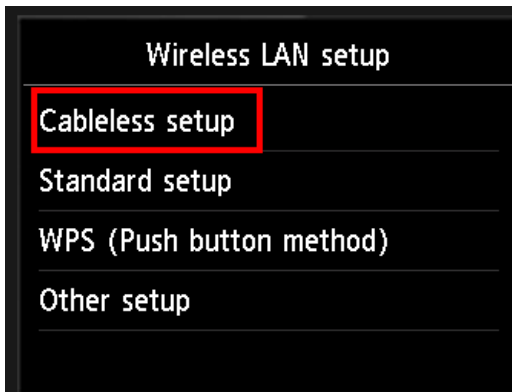 Wireless LAN setup
Cableless setup
Standard setup
WPS (Push button method)
Other setup